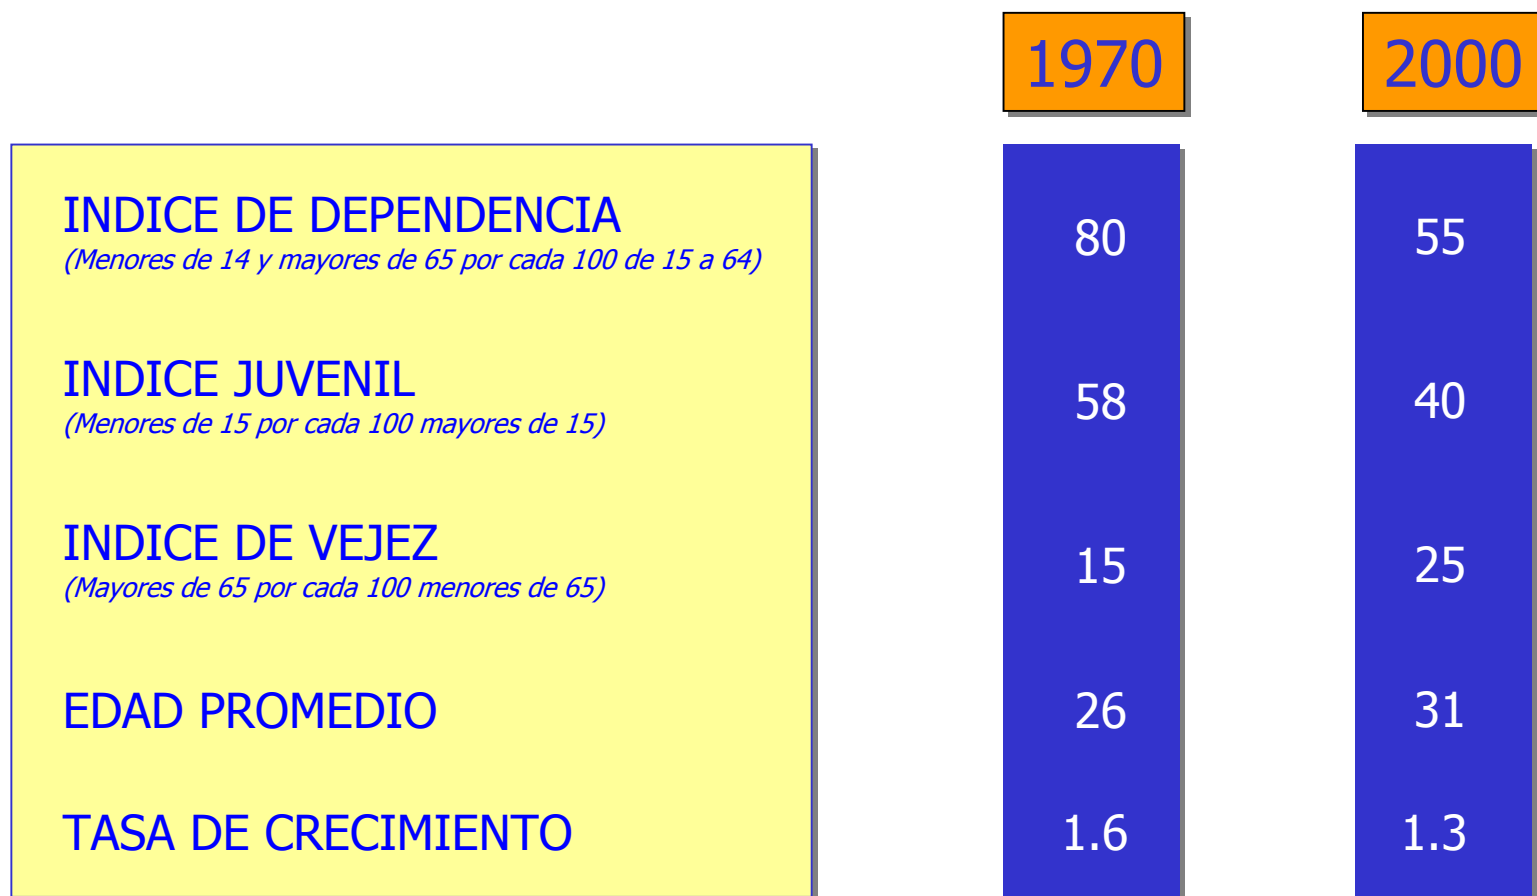 1970 2000
INDICE DE DEPENDENCIA 80 55
(Menores de 14 y mayores de 65 por cada 100 de 15 a 64)
INDICE JUVENIL 58 40
(Menores de 15 por cada 100 mayores de 15)
INDICE DE VEJEZ 15 25
(Mayores de 65 por cada 100 menores de 65)
EDAD PROMEDIO 26 31
TASA DE CRECIMIENTO 1.6 1.3